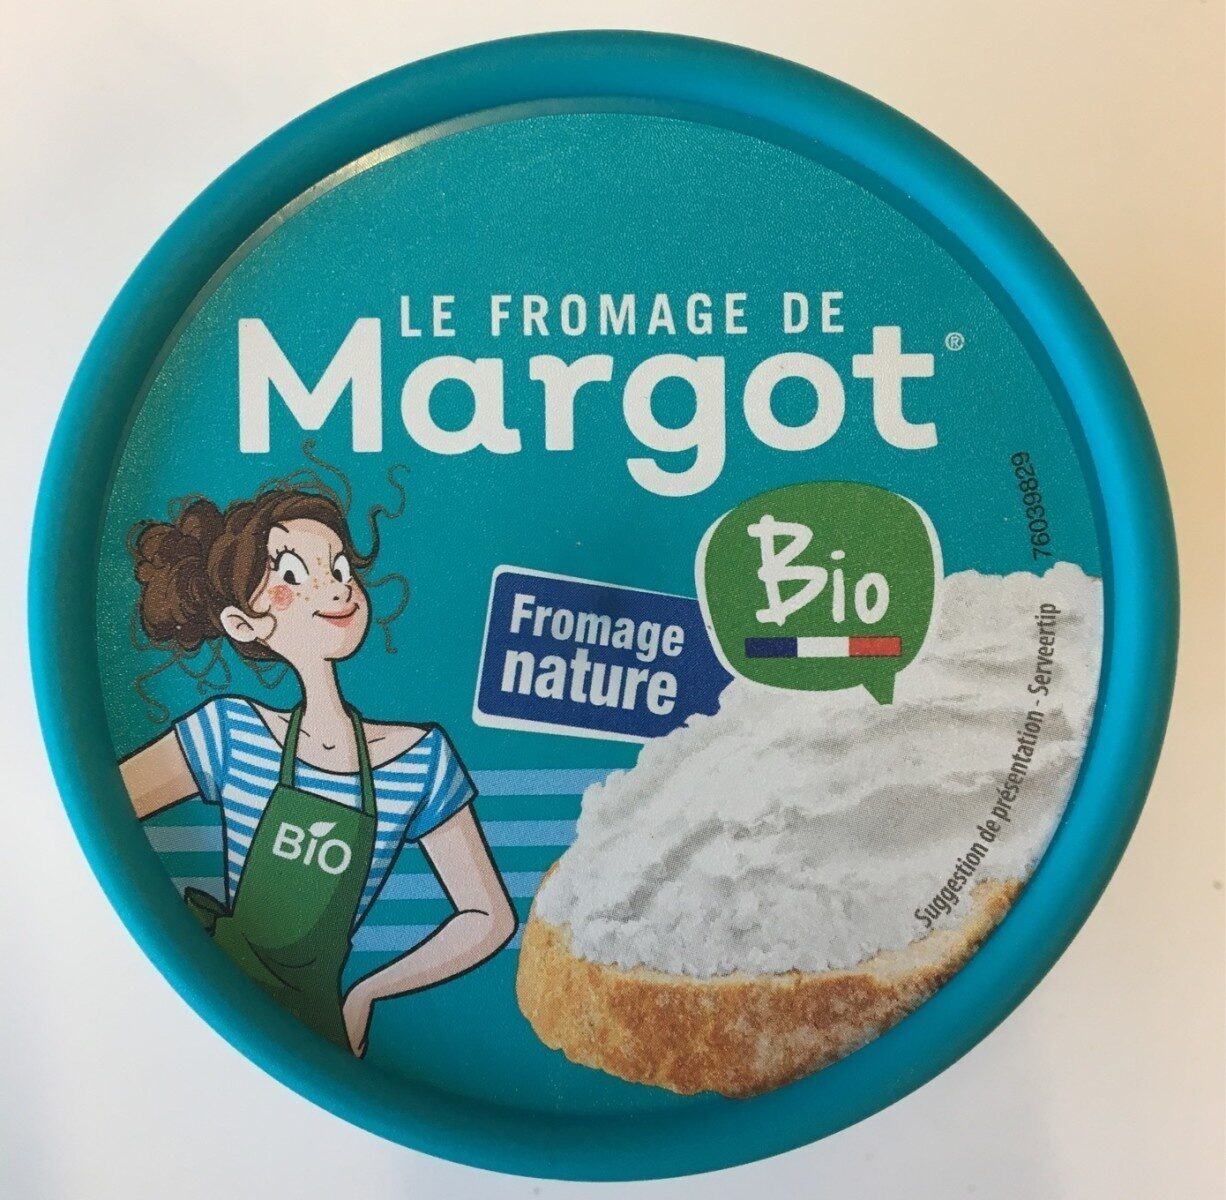 LE FROMAGE DE
Margot®
76039829
Bio
Fromage
nature
BiO
Suggestion de présentation - Serveertip